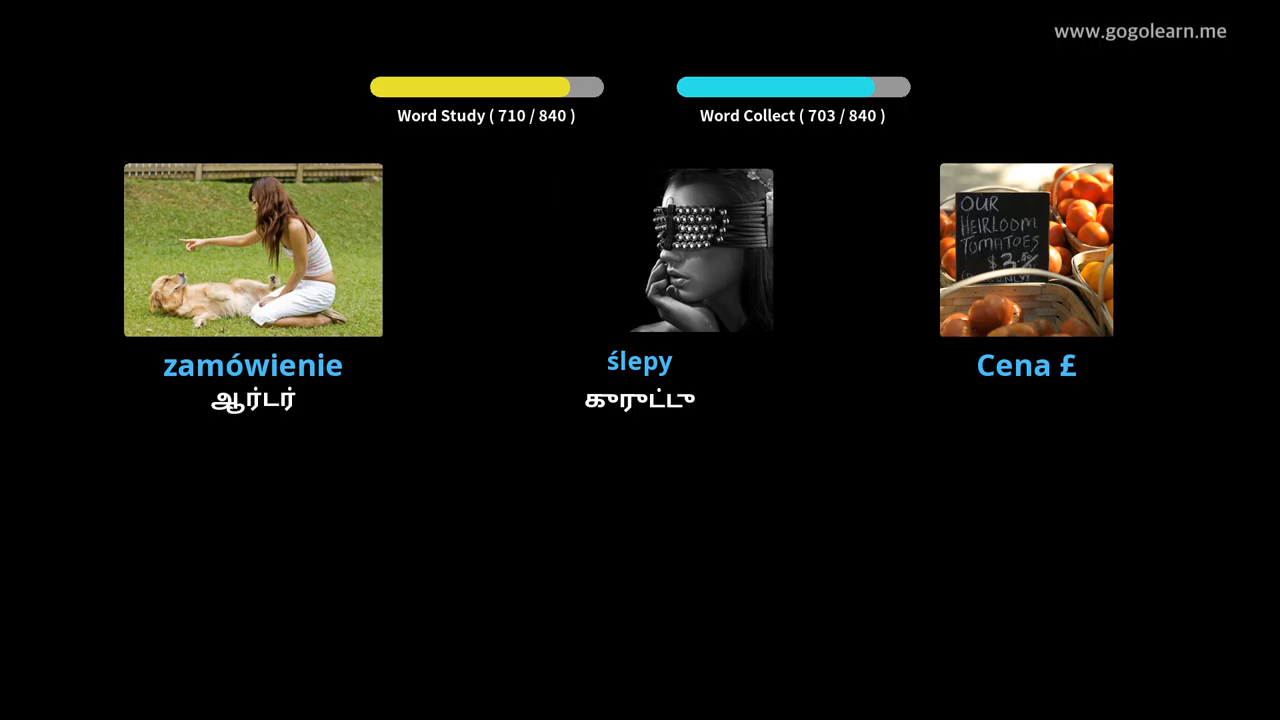 www.gogolearn.me
Word Study ( 710 / 840 )
Word Collect ( 703 / 840 )
OUR
HEIRLOOM
TOMATOES
zamówienie
ślepy
Cena £
ஆர்டர்
குருட்டு